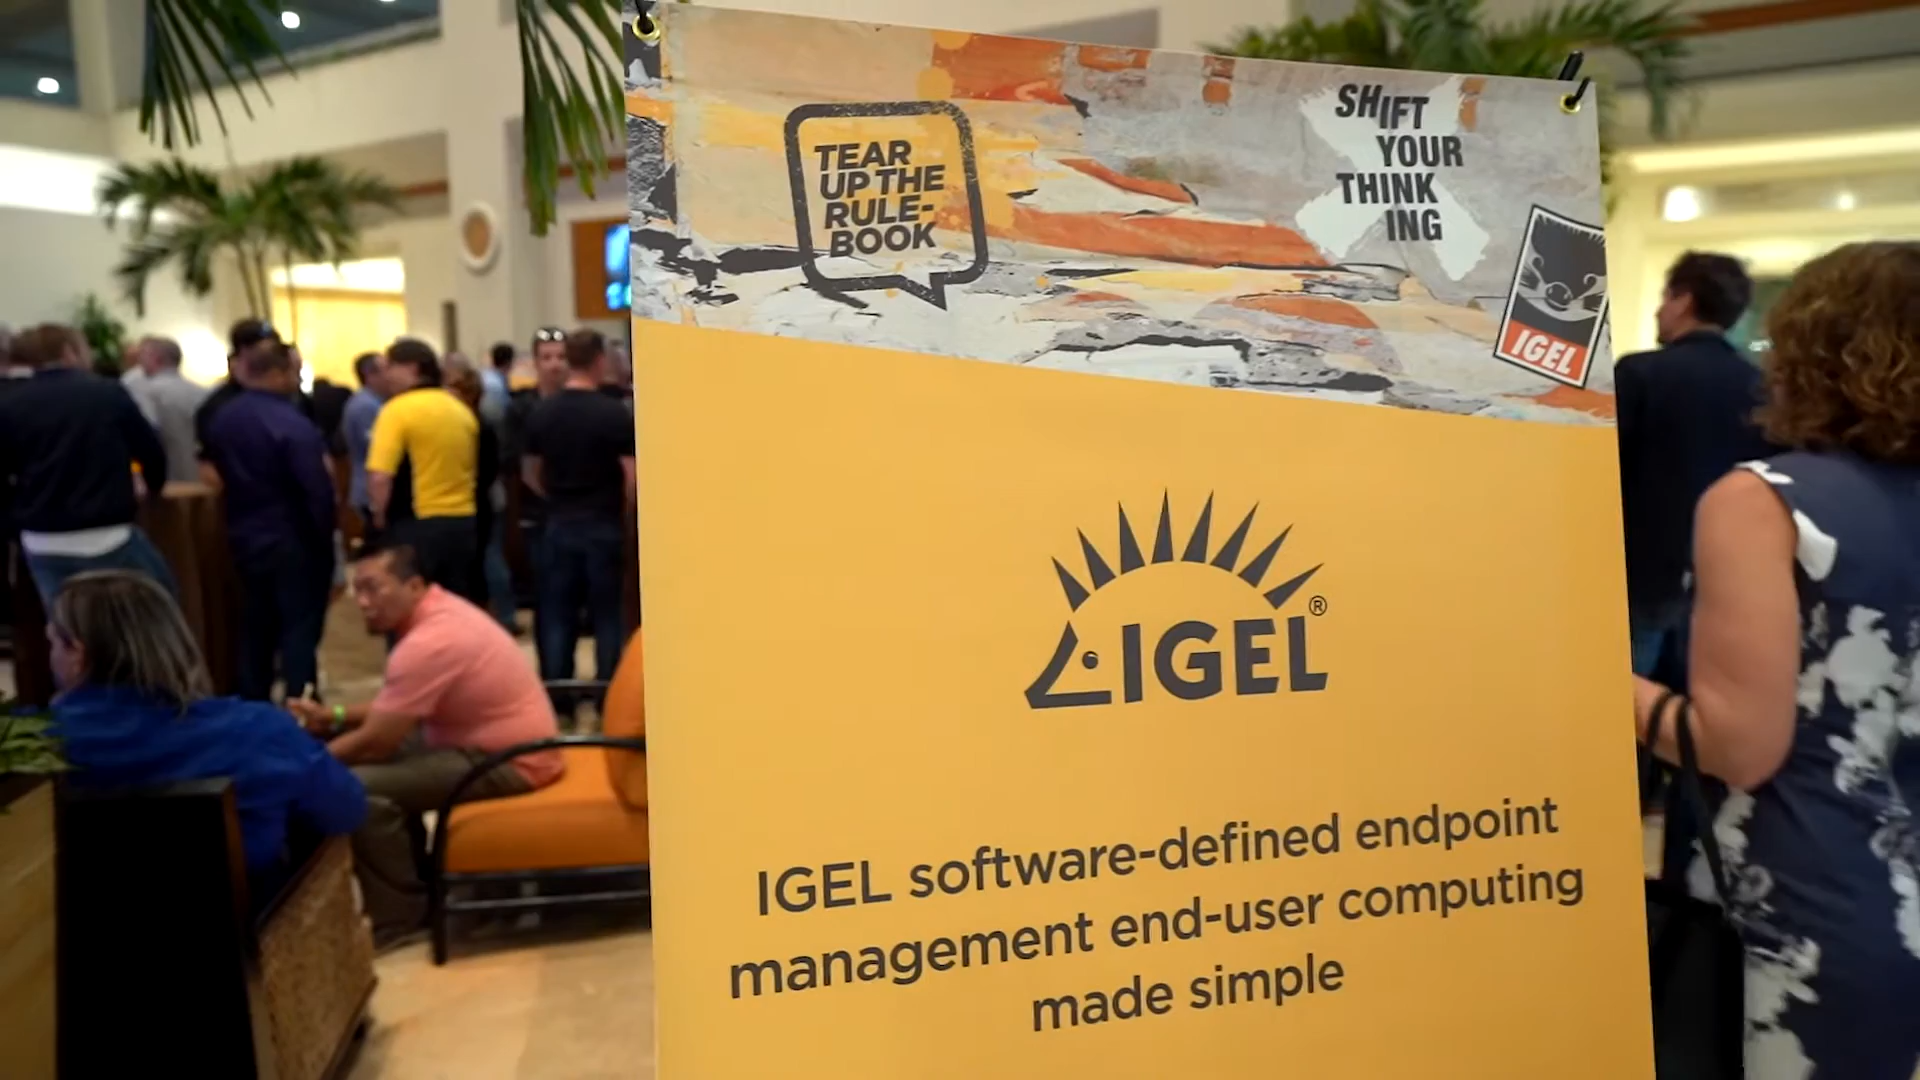 TEAR
UP THE
RULE-
BOOK
SHIFT
YOUR
THINK
ING
IGEL
IGEL®
IGEL software-defined endpoint
management end-user computing
made simple